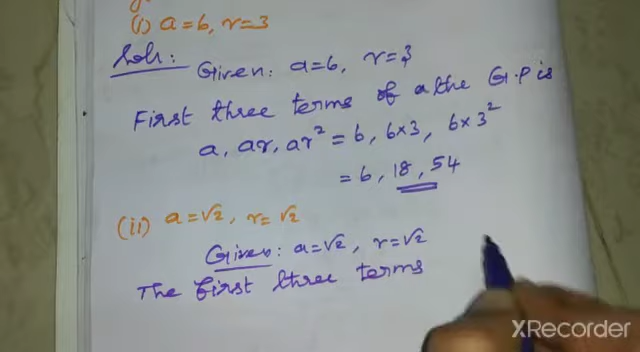 (i) a=6, r=3
Soln: Given: a=6, r=3
First three terms of a the G.P is
a, ar, ar² = 6, 6×3, 6×3²
= 6, 18, 54
(ii) a=√2, r=√2
Given: a=√2, r=√2
The first three terms
XRecorder